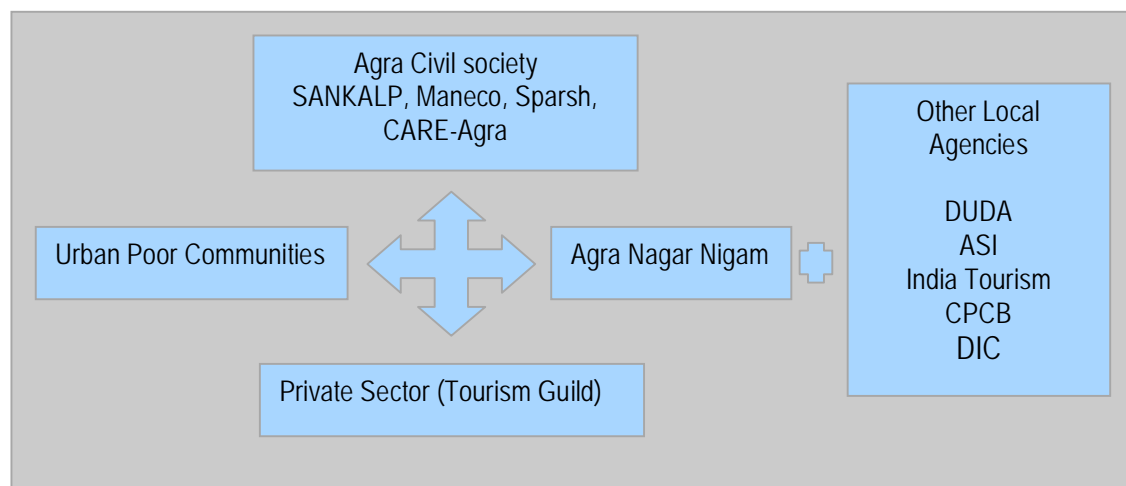 Agra Civil society
SANKALP, Maneco, Sparsh,
CARE-Agra
Urban Poor Communities
Agra Nagar Nigam
Private Sector (Tourism Guild)
Other Local
Agencies
DUDA
ASI
India Tourism
CPCB
DIC